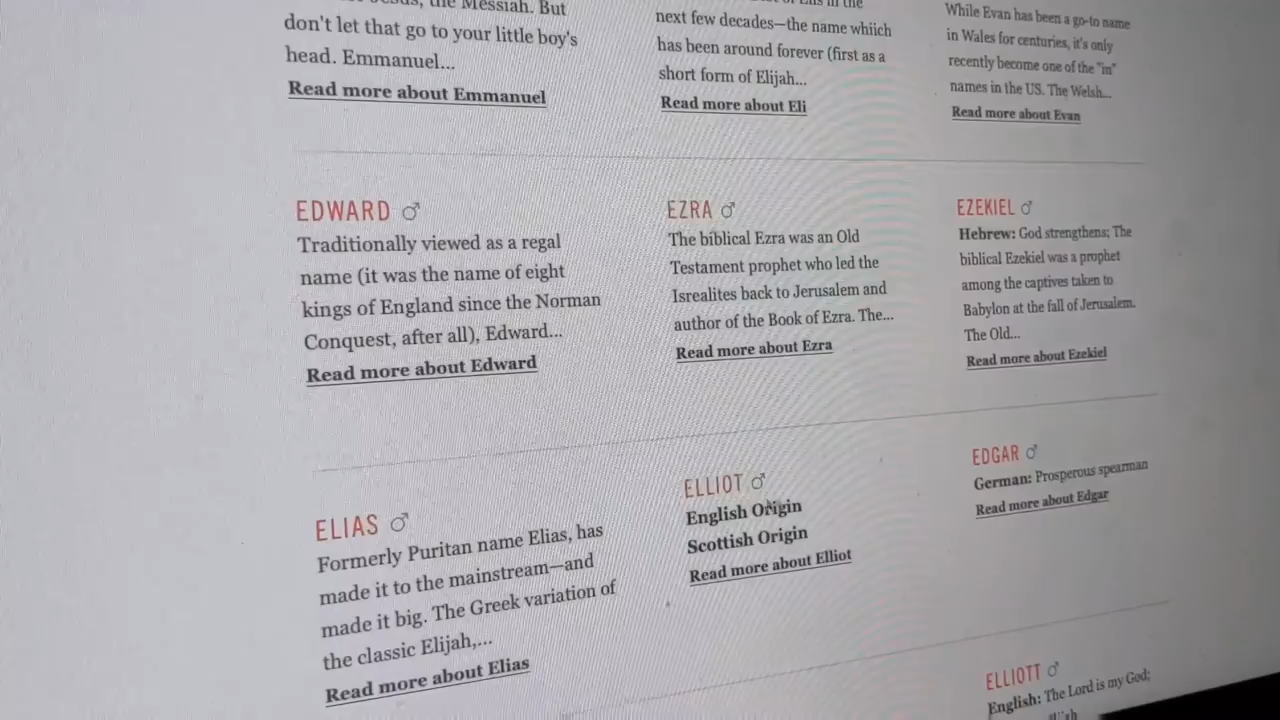 the Messiah. But
don't let that go to your little boy's
head. Emmanuel...
Read more about Emmanuel
in the
next few decades—the name whiich
has been around forever (first as a
short form of Elijah...
Read more about Eli
While Evan has been a go-to name
in Wales for centuries, it's only
recently become one of the "in"
names in the US. The Welsh...
Read more about Evan
EDWARD ♂
Traditionally viewed as a regal
name (it was the name of eight
kings of England since the Norman
Conquest, after all), Edward...
Read more about Edward
EZRA ♂
The biblical Ezra was an Old
Testament prophet who led the
Isrealites back to Jerusalem and
author of the Book of Ezra. The...
Read more about Ezra
EZEKIEL ♂
Hebrew: God strengthens; The
biblical Ezekiel was a prophet
among the captives taken to
Babylon at the fall of Jerusalem.
The Old...
Read more about Ezekiel
ELIAS ♂
Formerly Puritan name Elias, has
made it to the mainstream—and
made it big. The Greek variation of
the classic Elijah,...
Read more about Elias
ELLIOT ♂
English Origin
Scottish Origin
Read more about Elliot
EDGAR ♂
German: Prosperous spearman
Read more about Edgar
ELLIOTT ♂
English: The Lord is my God;